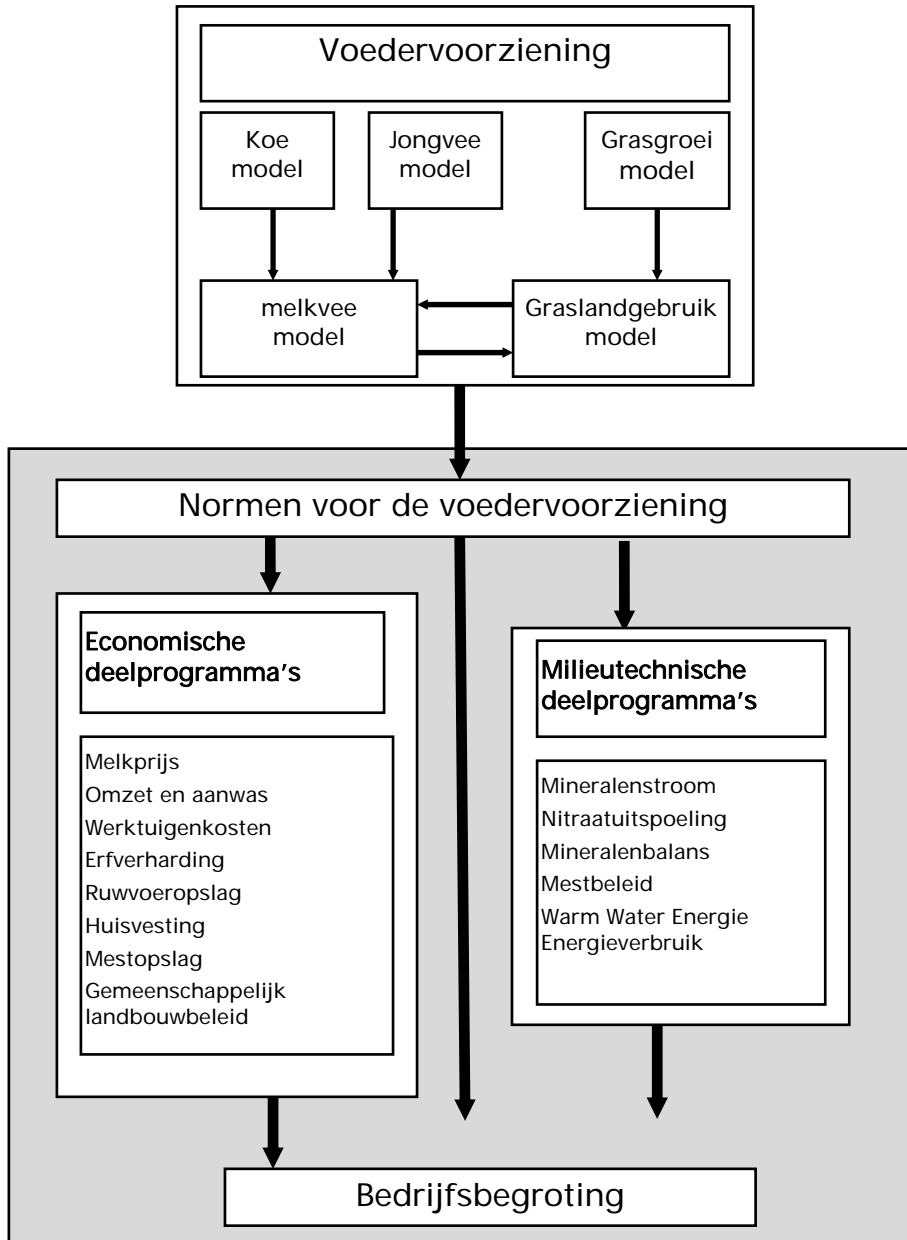 Voedervoorziening
Koe
model
Jongvee
model
Grasgroei
model
melkvee
model
Graslandgebruik
model
Normen voor de voedervoorziening
Economische
deelprogramma's
Melkprijs
Omzet en aanwas
Werktuigenkosten
Erfverharding
Ruwvoeropslag
Huisvesting
Mestopslag
Gemeenschappelijk
landbouwbeleid
Milieutechnische
deelprogramma's
Mineralenstroom
Nitraatuitspoeling
Mineralenbalans
Mestbeleid
Warm Water Energie
Energieverbruik
Bedrijfsbegroting